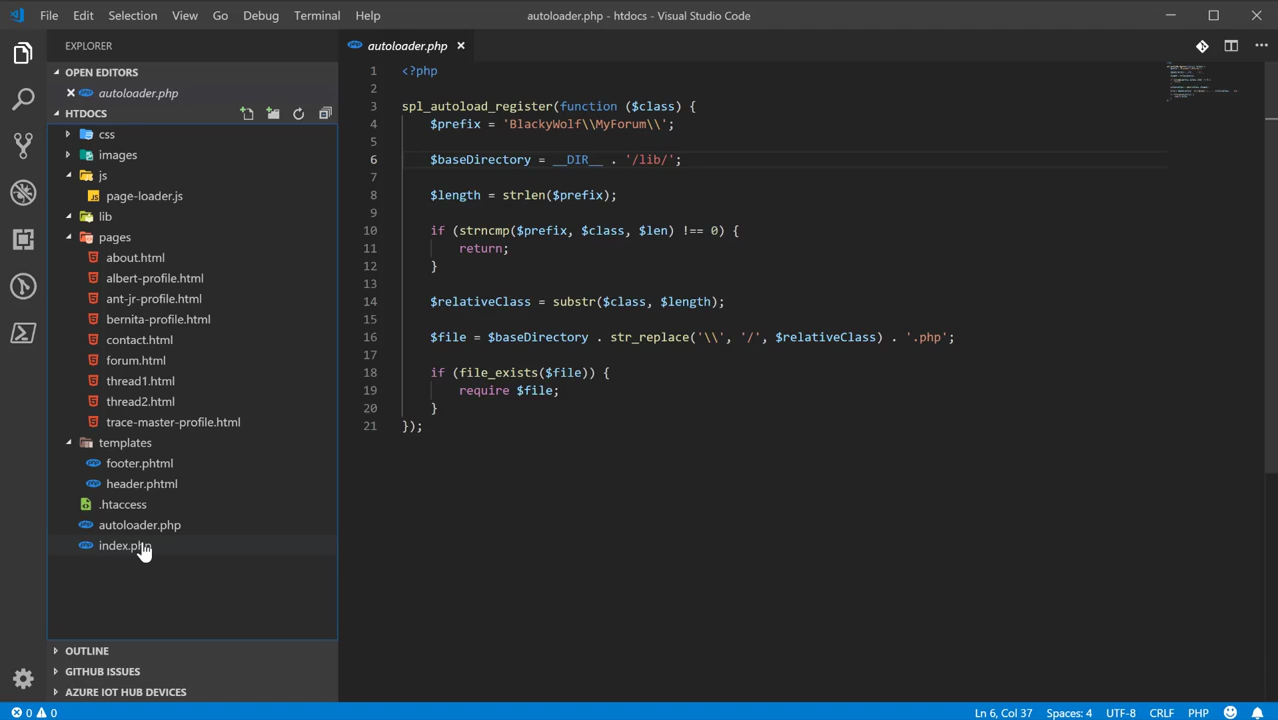 File Edit Selection View Go Debug Terminal Help autoloader.php - htdocs - Visual Studio Code
EXPLORER
OPEN EDITORS
autoloader.php
HTDOCS
css
images
js
page-loader.js
lib
pages
about.html
albert-profile.html
ant-jr-profile.html
bernita-profile.html
contact.html
forum.html
thread1.html
thread2.html
trace-master-profile.html
templates
footer.phtml
header.phtml
.htaccess
autoloader.php
index.php
OUTLINE
GITHUB ISSUES
AZURE IOT HUB DEVICES
autoloader.php
1 <?php
2
3 spl_autoload_register(function ($class) {
4 $prefix = 'BlackyWolf\\MyForum\\';
5
6 $baseDirectory = __DIR__ . '/lib/';
7
8 $length = strlen($prefix);
9
10 if (strncmp($prefix, $class, $len) !== 0) {
11 return;
12 }
13
14 $relativeClass = substr($class, $length);
15
16 $file = $baseDirectory . str_replace('\\', '/', $relativeClass) . '.php';
17
18 if (file_exists($file)) {
19 require $file;
20 }
21 });
0 0 Ln 6, Col 37 Spaces: 4 UTF-8 CRLF PHP